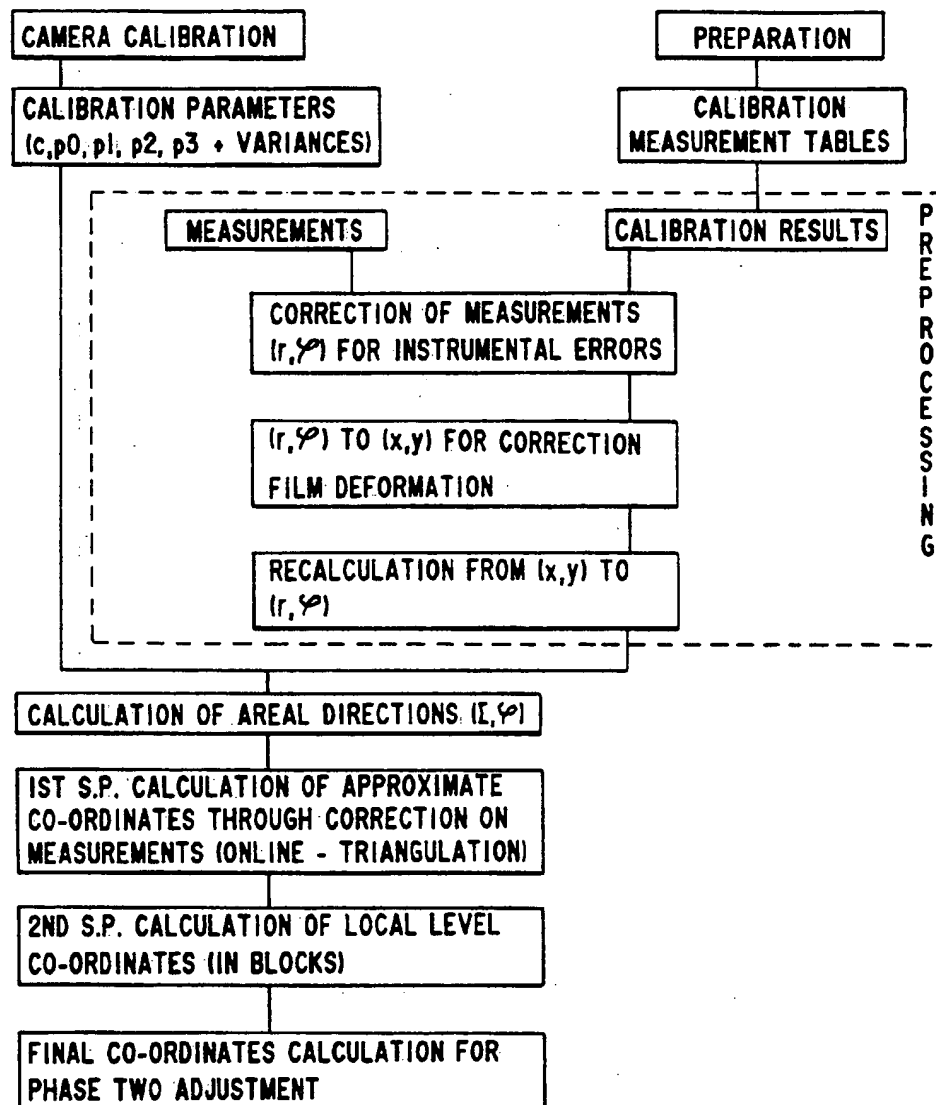 CAMERA CALIBRATION
PREPARATION
CALIBRATION PARAMETERS
(c,p0, p1, p2, p3 + VARIANCES)
CALIBRATION
MEASUREMENT TABLES
MEASUREMENTS
CALIBRATION RESULTS
PREPROCESSING
CORRECTION OF MEASUREMENTS
(r,φ) FOR INSTRUMENTAL ERRORS
(r,φ) TO (x,y) FOR CORRECTION
FILM DEFORMATION
RECALCULATION FROM (x,y) TO
(r,φ)
CALCULATION OF AREAL DIRECTIONS (Σ,φ)
1ST S.P. CALCULATION OF APPROXIMATE
CO-ORDINATES THROUGH CORRECTION ON
MEASUREMENTS (ONLINE - TRIANGULATION)
2ND S.P. CALCULATION OF LOCAL LEVEL
CO-ORDINATES (IN BLOCKS)
FINAL CO-ORDINATES CALCULATION FOR
PHASE TWO ADJUSTMENT